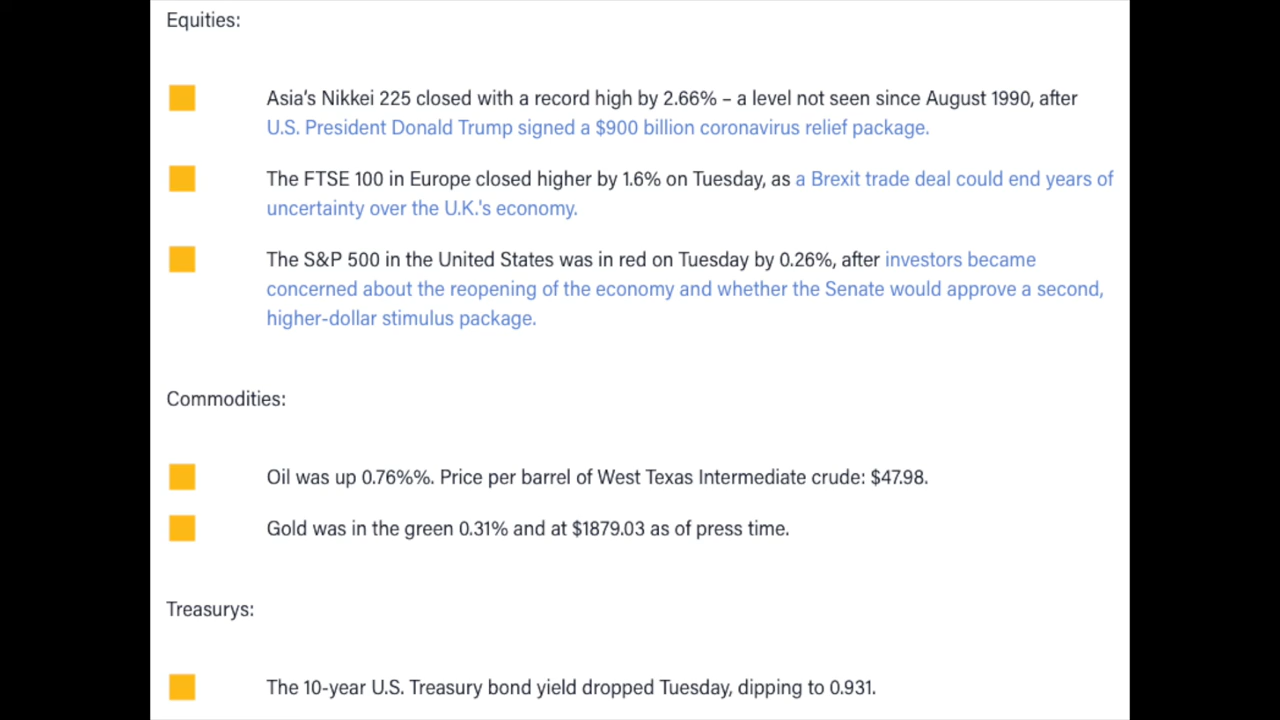 Equities:
Asia's Nikkei 225 closed with a record high by 2.66% – a level not seen since August 1990, after
U.S. President Donald Trump signed a $900 billion coronavirus relief package.
The FTSE 100 in Europe closed higher by 1.6% on Tuesday, as a Brexit trade deal could end years of
uncertainty over the U.K.'s economy.
The S&P 500 in the United States was in red on Tuesday by 0.26%, after investors became
concerned about the reopening of the economy and whether the Senate would approve a second,
higher-dollar stimulus package.
Commodities:
Oil was up 0.76%%. Price per barrel of West Texas Intermediate crude: $47.98.
Gold was in the green 0.31% and at $1879.03 as of press time.
Treasurys:
The 10-year U.S. Treasury bond yield dropped Tuesday, dipping to 0.931.